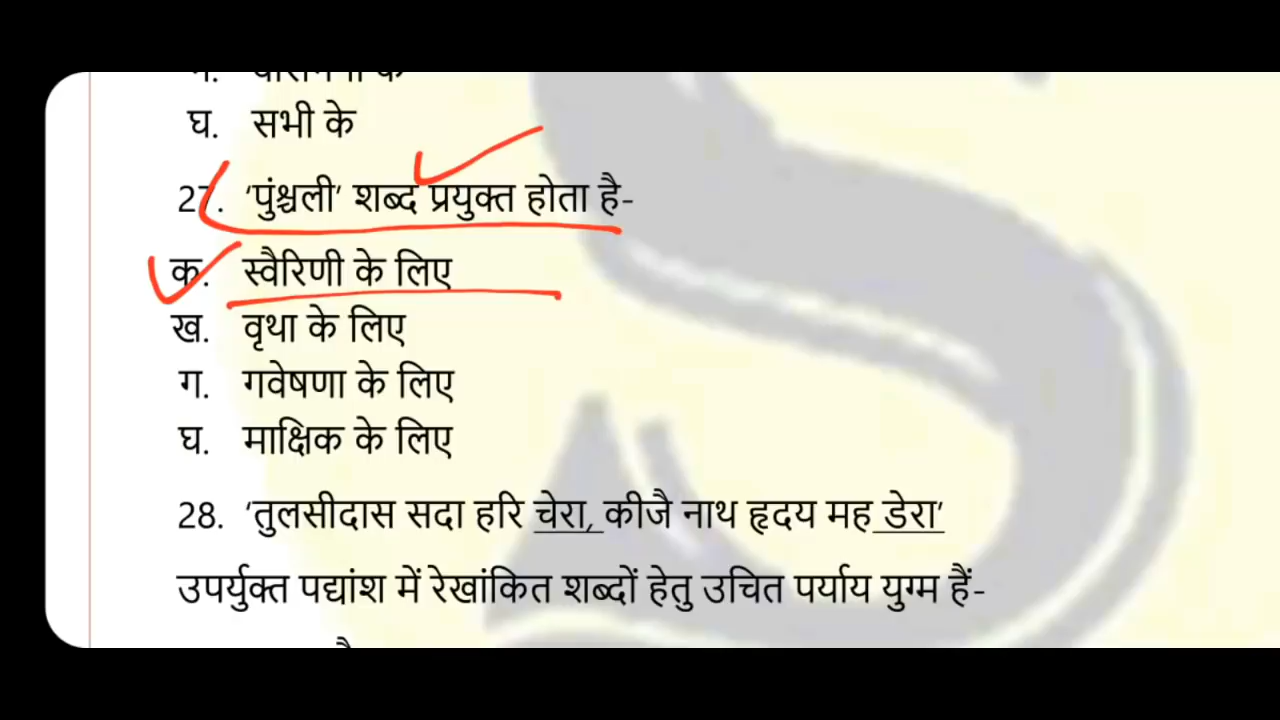 घ. सभी के
27. 'पुंश्चली' शब्द प्रयुक्त होता है-
क. स्वैरिणी के लिए
ख. वृथा के लिए
ग. गवेषणा के लिए
घ. माक्षिक के लिए
28. 'तुलसीदास सदा हरि चेरा, कीजै नाथ हृदय मह डेरा'
उपर्युक्त पद्यांश में रेखांकित शब्दों हेतु उचित पर्याय युग्म हैं-